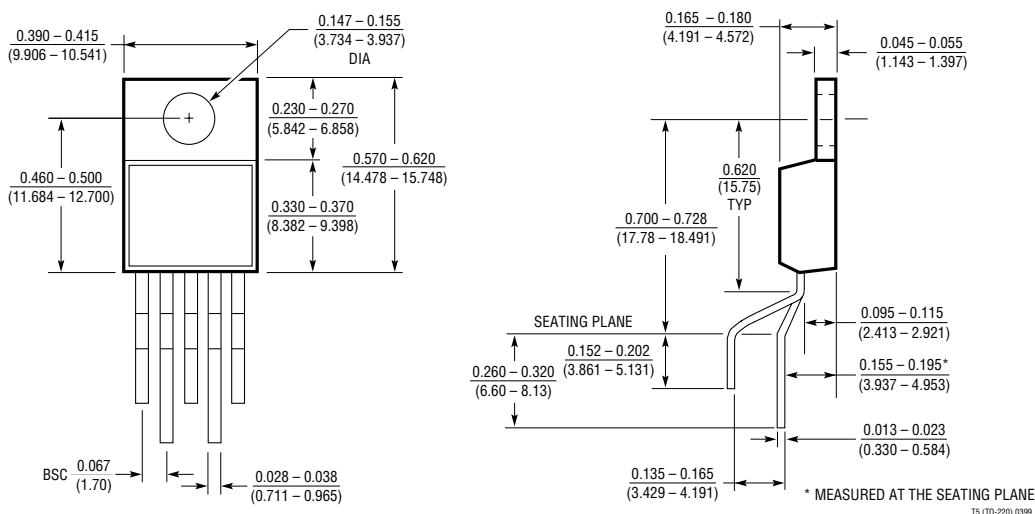 0.390 – 0.415
(9.906 – 10.541)
0.147 – 0.155
(3.734 – 3.937)
DIA
0.230 – 0.270
(5.842 – 6.858)
0.570 – 0.620
(14.478 – 15.748)
0.460 – 0.500
(11.684 – 12.700)
0.330 – 0.370
(8.382 – 9.398)
BSC
0.067
(1.70)
0.028 – 0.038
(0.711 – 0.965)
0.165 – 0.180
(4.191 – 4.572)
0.045 – 0.055
(1.143 – 1.397)
0.620
(15.75)
TYP
0.700 – 0.728
(17.78 – 18.491)
SEATING PLANE
0.152 – 0.202
(3.861 – 5.131)
0.260 – 0.320
(6.60 – 8.13)
0.095 – 0.115
(2.413 – 2.921)
0.155 – 0.195*
(3.937 – 4.953)
0.013 – 0.023
(0.330 – 0.584)
0.135 – 0.165
(3.429 – 4.191)
* MEASURED AT THE SEATING PLANE
T5 (TO-220) 0399